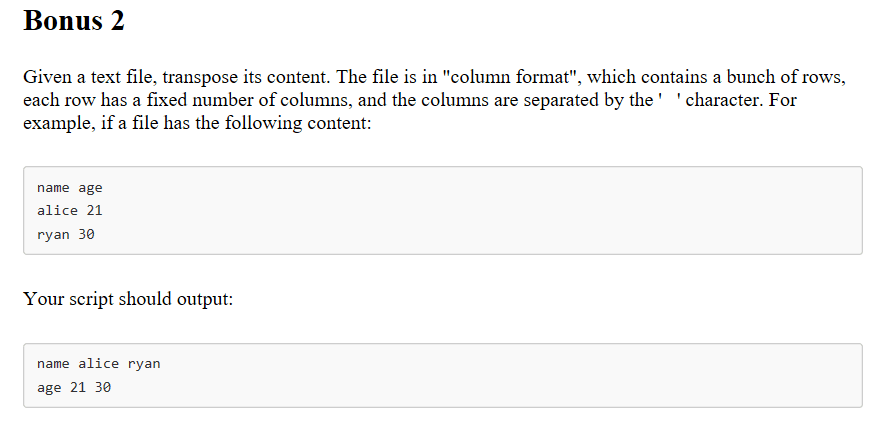 Bonus 2
Given a text file, transpose its content. The file is in "column format", which contains a bunch of rows,
each row has a fixed number of columns, and the columns are separated by the ' ' character. For
example, if a file has the following content:
name age
alice 21
ryan 30
Your script should output:
name alice ryan
age 21 30